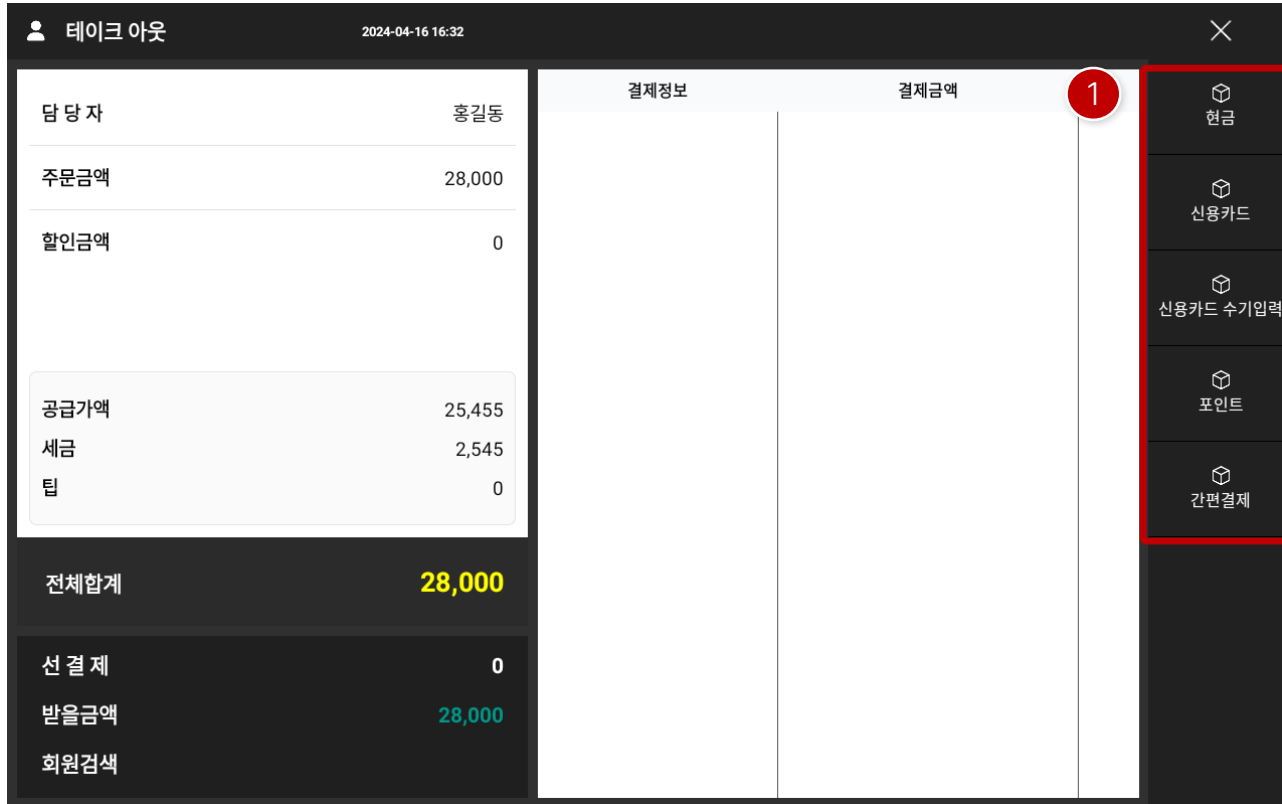 테이크 아웃 2024-04-16 16:32
담 당 자 홍길동
주문금액 28,000
할인금액 0
공급가액 25,455
세금 2,545
팁 0
전체합계 28,000
선 결 제 0
받을금액 28,000
회원검색
결제정보 결제금액
1
현금
신용카드
신용카드 수기입력
포인트
간편결제